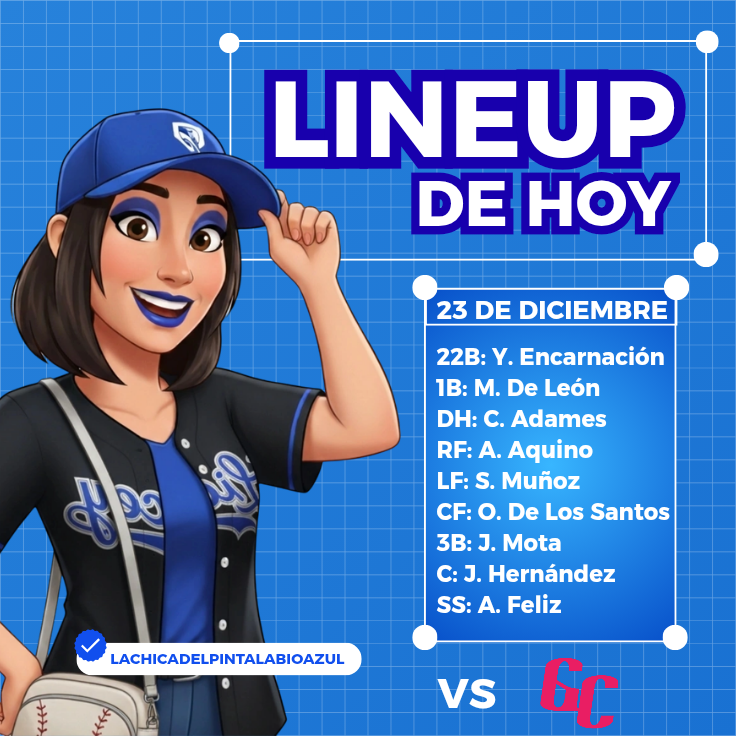 LINEUP
DE HOY
23 DE DICIEMBRE
22B: Y. Encarnación
1B: M. De León
DH: C. Adames
RF: A. Aquino
LF: S. Muñoz
CF: O. De Los Santos
3B: J. Mota
C: J. Hernández
SS: A. Feliz
LACHICADELPINTALABIOAZUL
VS GC